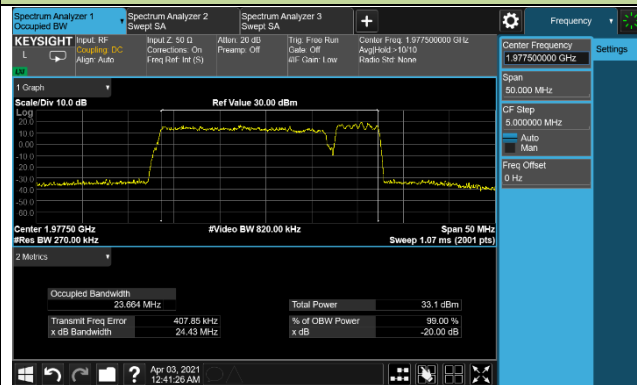 Spectrum Analyzer 1
Occupied BW
Spectrum Analyzer 2
Swept SA
Spectrum Analyzer 3
Swept SA
Frequency
KEYSIGHT
L
Input: RF
Coupling: DC
Align: Auto
Input Z: 50 Ω
Corrections: On
Freq Ref: Int (S)
Atten: 20 dB
Preamp: Off
Trig: Free Run
Gate: Off
#IF Gain: Low
Center Freq: 1.977500000 GHz
Avg|Hold:>10/10
Radio Std: None
Center Frequency
1.977500000 GHz
Settings
Span
50.000 MHz
CF Step
5.000000 MHz
Auto
Man
Freq Offset
0 Hz
1 Graph
Scale/Div 10.0 dB
Ref Value 30.00 dBm
Log
20.0
10.0
0.00
-10.0
-20.0
-30.0
-40.0
-50.0
-60.0
Center 1.97750 GHz
#Video BW 820.00 kHz
Span 50 MHz
#Res BW 270.00 kHz
Sweep 1.07 ms (2001 pts)
2 Metrics
Occupied Bandwidth
23.664 MHz
Total Power
33.1 dBm
Transmit Freq Error
407.85 kHz
% of OBW Power
99.00 %
x dB Bandwidth
24.43 MHz
x dB
-20.00 dB
?
Apr 03, 2021
12:41:26 AM